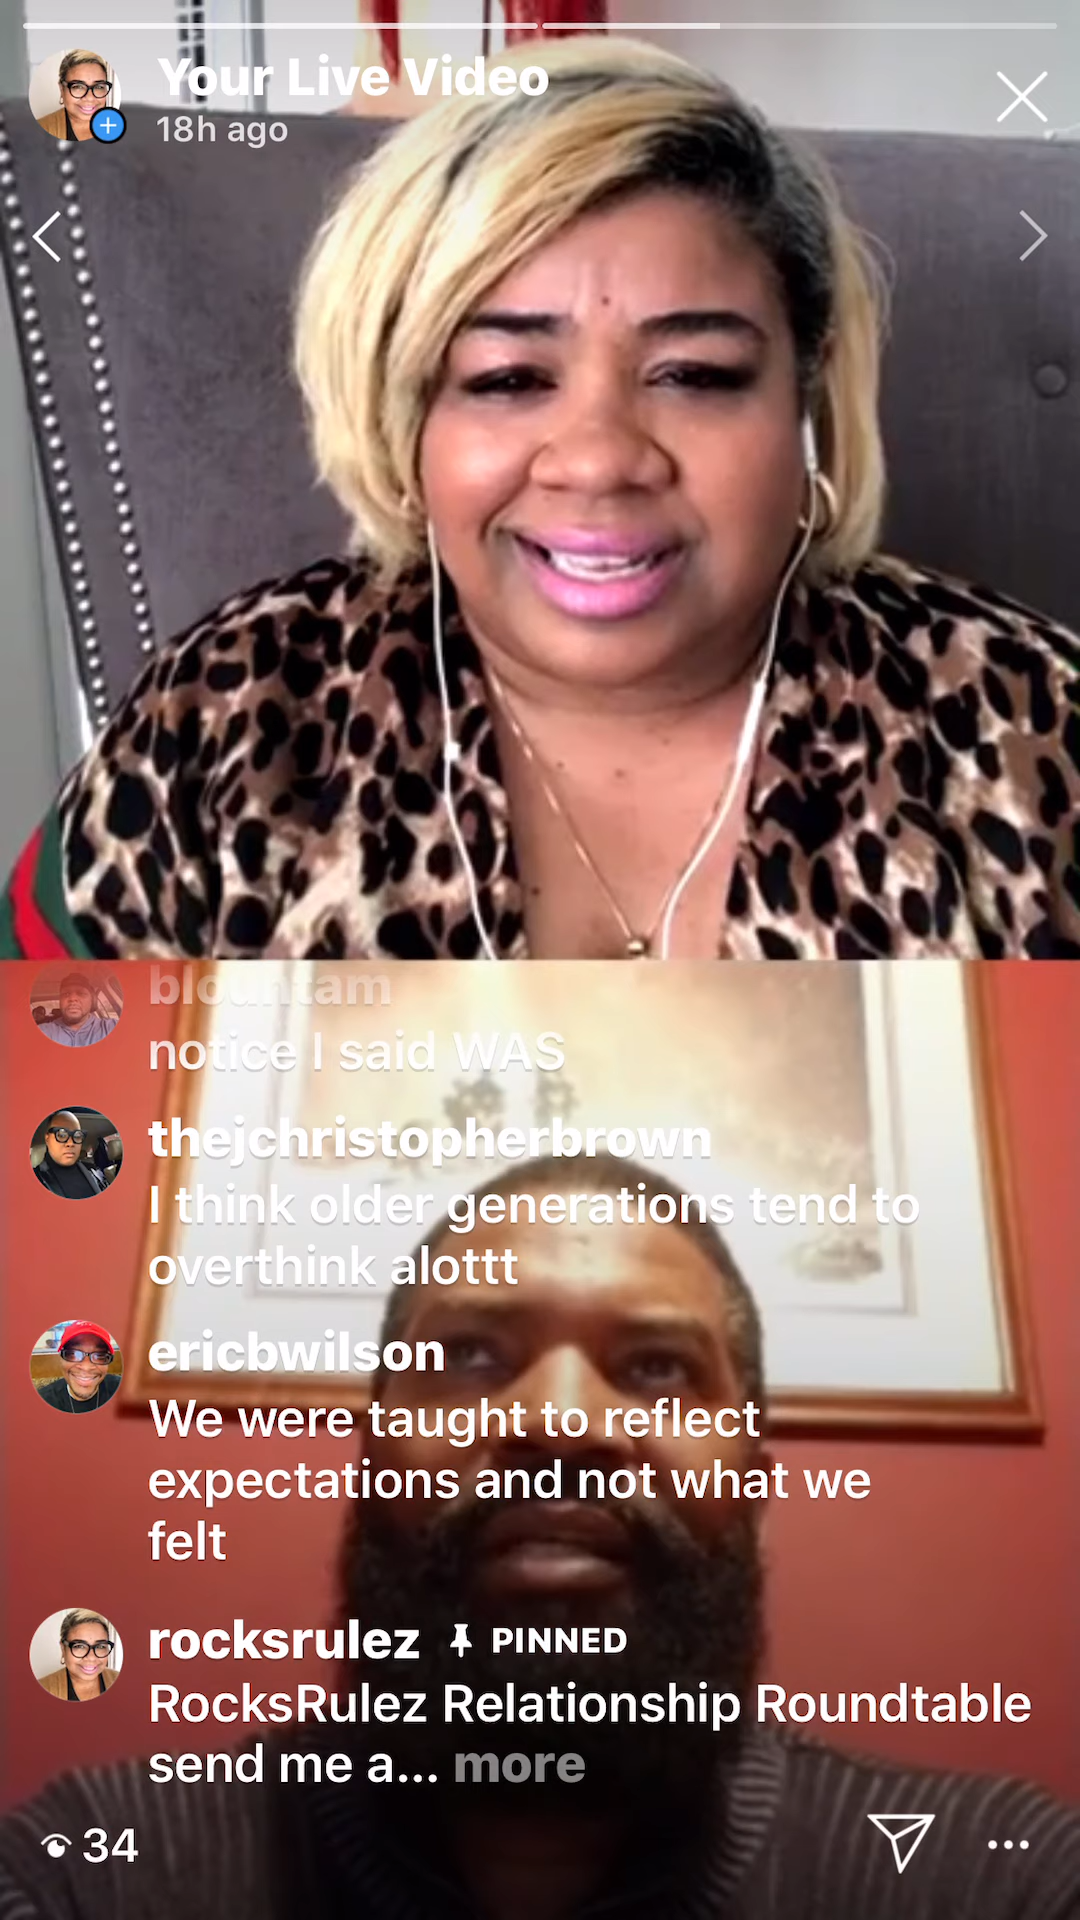 Your Live Video
18h ago
blountam
notice I said WAS
thejchristopherbrown
I think older generations tend to
overthink alottt
ericbwilson
We were taught to reflect
expectations and not what we
felt
rocksrulez PINNED
RocksRulez Relationship Roundtable
send me a... more
34